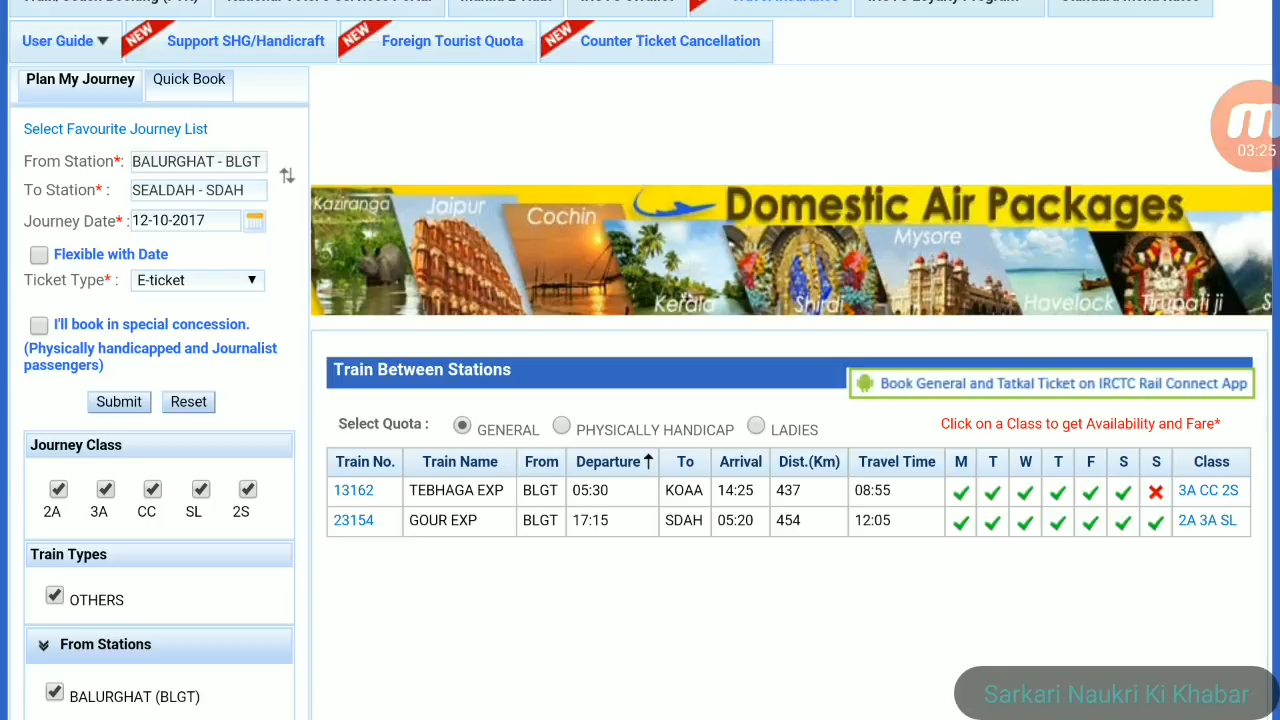 User Guide
NEW Support SHG/Handicraft
NEW Foreign Tourist Quota
NEW Counter Ticket Cancellation
Plan My Journey Quick Book
Select Favourite Journey List
From Station*: BALURGHAT - BLGT
To Station* : SEALDAH - SDAH
Journey Date* : 12-10-2017
Flexible with Date
Ticket Type* : E-ticket
I'll book in special concession.
(Physically handicapped and Journalist
passengers)
Submit Reset
Journey Class
2A 3A CC SL 2S
Train Types
OTHERS
From Stations
BALURGHAT (BLGT)
03:25
Kaziranga Jaipur Cochin Kerala Shirdi Mysore Havelock Tirupati ji
Domestic Air Packages
Train Between Stations
Book General and Tatkal Ticket on IRCTC Rail Connect App
Select Quota : GENERAL PHYSICALLY HANDICAP LADIES
Click on a Class to get Availability and Fare*
Train No. Train Name From Departure To Arrival Dist.(Km) Travel Time M T W T F S S Class
13162 TEBHAGA EXP BLGT 05:30 KOAA 14:25 437 08:55 3A CC 2S
23154 GOUR EXP BLGT 17:15 SDAH 05:20 454 12:05 2A 3A SL
Sarkari Naukri Ki Khabar